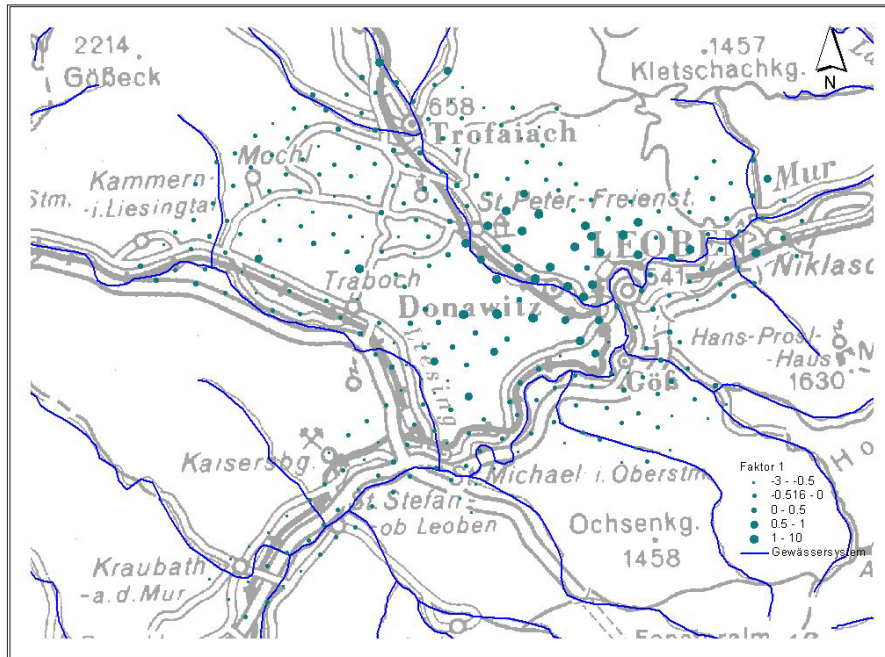 2214
Gößeck
1457
Kletschachkg.
N
658
Trofaiach
Mochl
Kammern-
-i.Liesingtal
Stm.
St.Peter-Freienst.
Mur
LEOBEN
Niklasd
541
Traboch
Donawitz
Hans-Prosl-
-Haus
1630
Göß
Kaisersbg.
St.Michael i.Oberstm.
St.Stefan-
ob Leoben
Ochsenkg.
1458
Kraubath
-a.d.Mur
Faktor 1
-3 - -0.5
-0.516 - 0
0 - 0.5
0.5 - 1
1 - 10
Gewässersystem